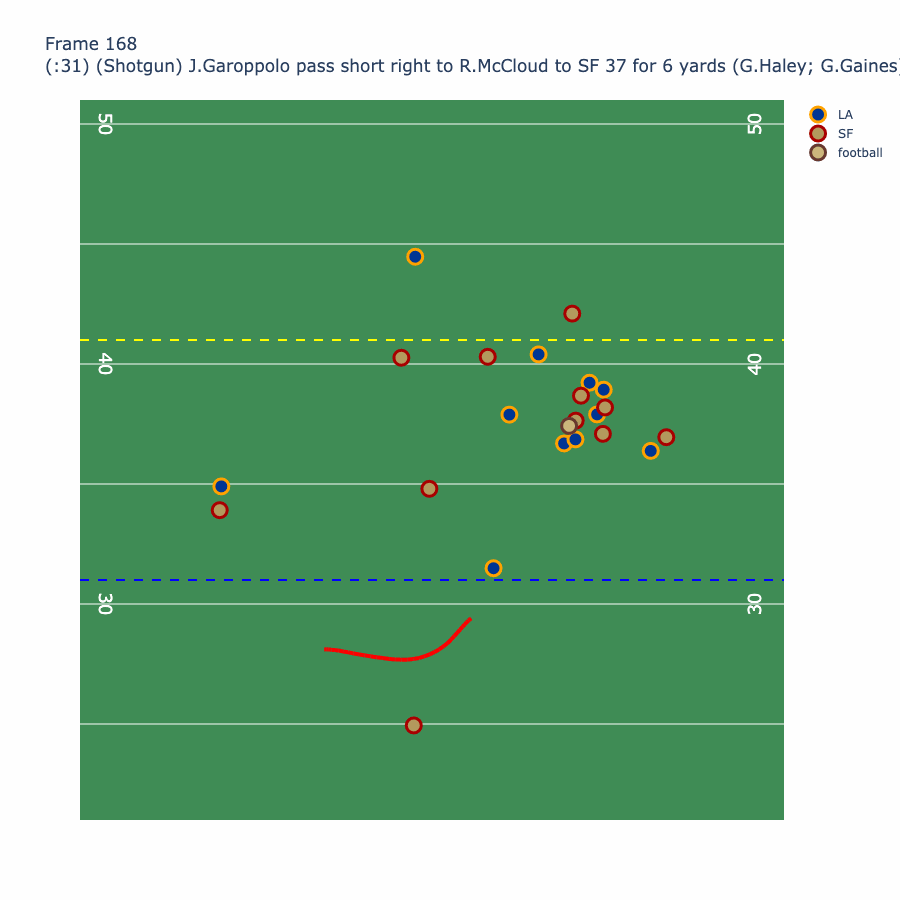 Frame 168
(:31) (Shotgun) J.Garoppolo pass short right to R.McCloud to SF 37 for 6 yards (G.Haley; G.Gaines)
LA
SF
football
50 50
40 40
30 30